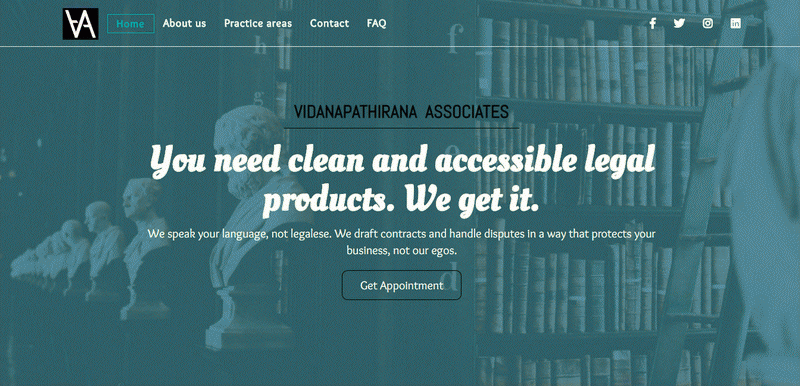 VA
Home
About us
Practice areas
Contact
FAQ
h
f
g
VIDANAPATHIRANA ASSOCIATES
You need clean and accessible legal
products. We get it.
We speak your language, not legalese. We draft contracts and handle disputes in a way that protects your
business, not our egos.
d
Get Appointment